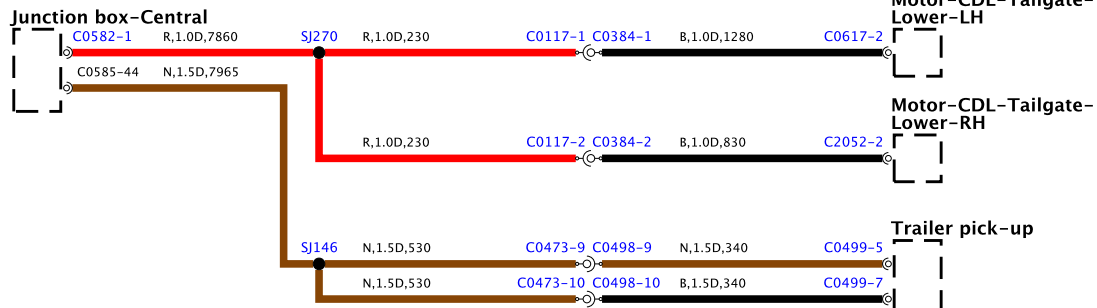 Motor-CDL-Tailgate-
Junction box-Central
Lower-LH
C0582-1 R,1.0D,7860 SJ270 R,1.0D,230 C0117-1 C0384-1 B,1.0D,1280 C0617-2
C0585-44 N,1.5D,7965
Motor-CDL-Tailgate-
Lower-RH
R,1.0D,230 C0117-2 C0384-2 B,1.0D,830 C2052-2
Trailer pick-up
SJ146 N,1.5D,530 C0473-9 C0498-9 N,1.5D,340 C0499-5
N,1.5D,530 C0473-10 C0498-10 B,1.5D,340 C0499-7